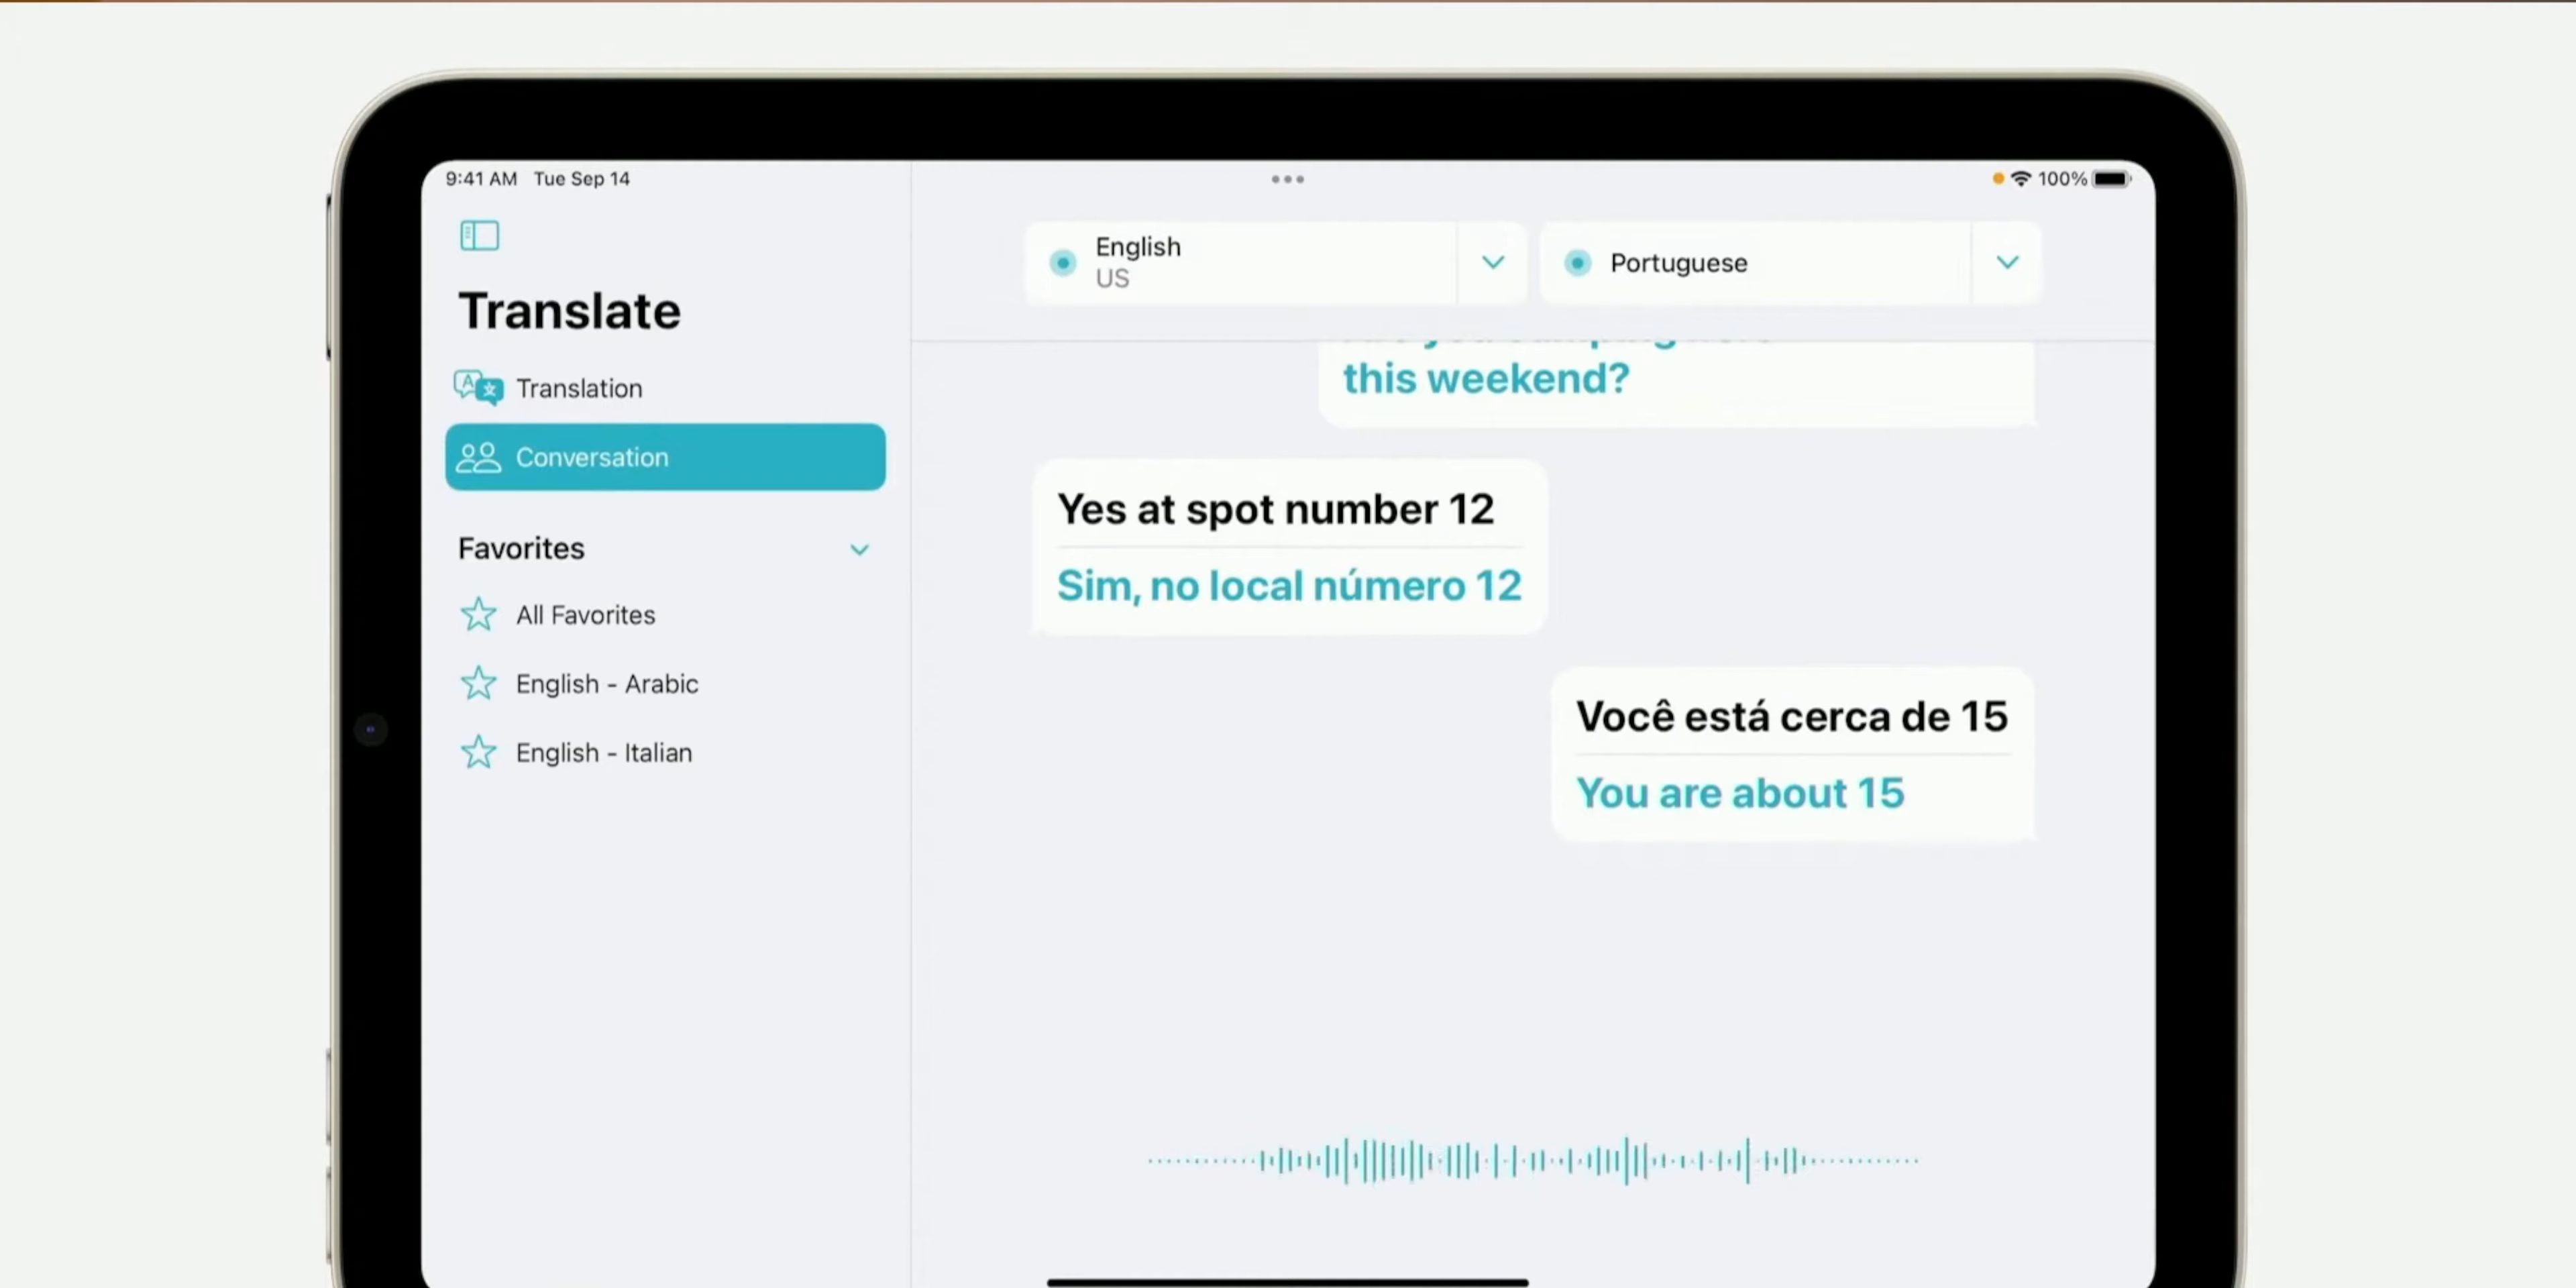 9:41 AM Tue Sep 14
100%
Translate
Translation
Conversation
Favorites
All Favorites
English - Arabic
English - Italian
English
US
Portuguese
this weekend?
Yes at spot number 12
Sim, no local número 12
Você está cerca de 15
You are about 15